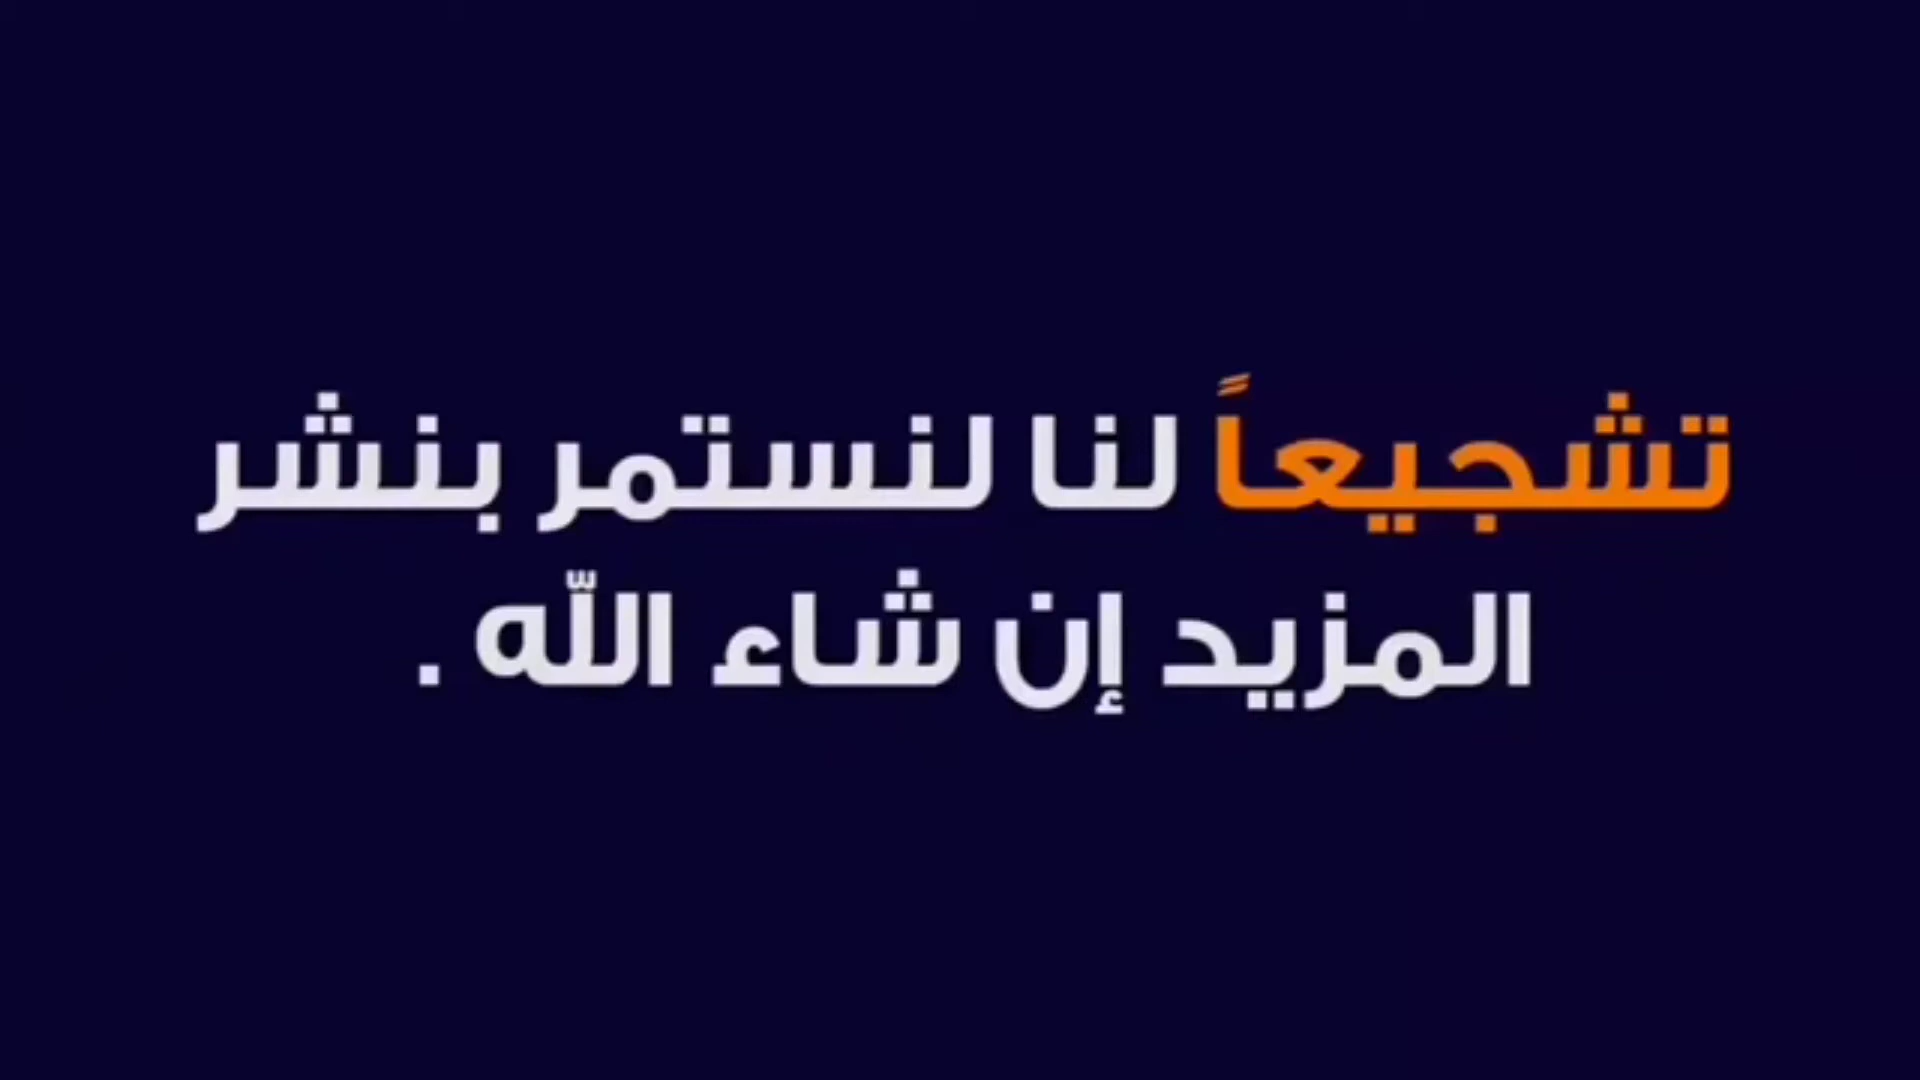 تشجيعاً لنا لنستمر بنشر
المزيد إن شاء اللّه .